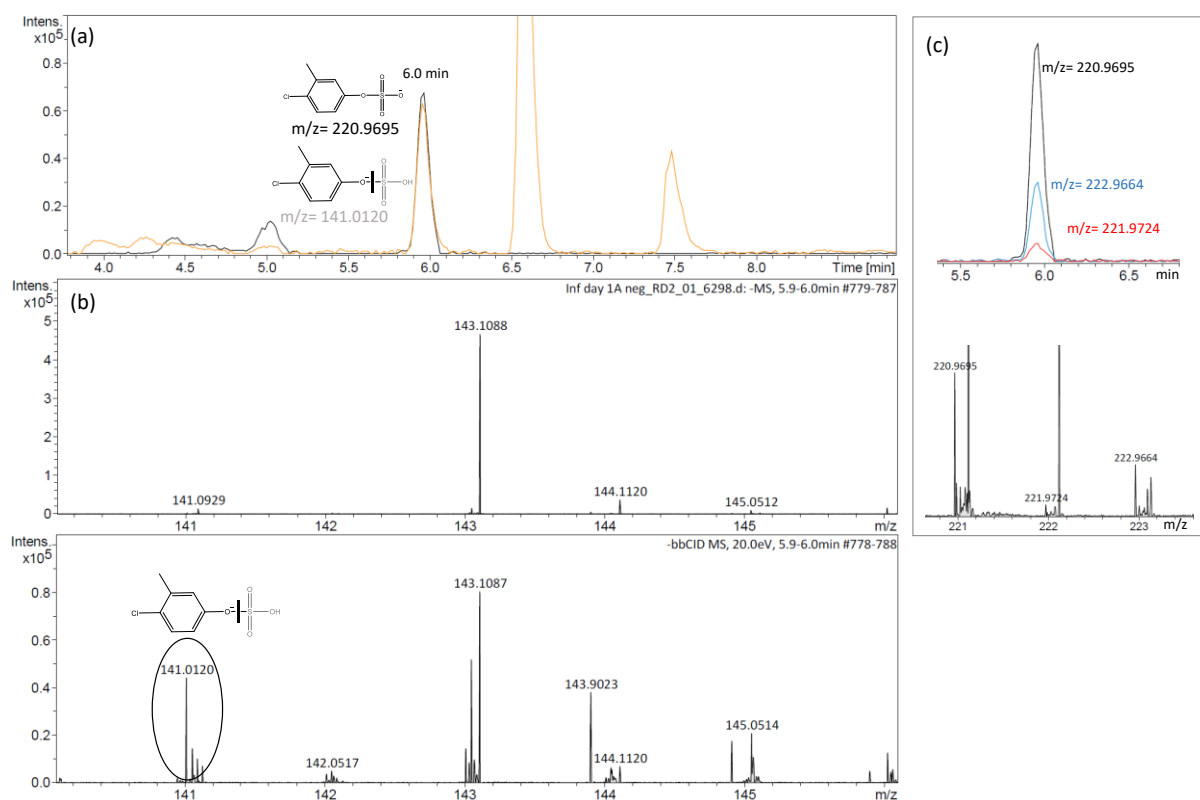 Intens.
x10⁵
(a)
0.8
0.6
0.4
0.2
0.0
6.0 min
Cl
O
S
O
O
O
-
m/z= 220.9695
Cl
O
-
S
O
O
OH
m/z= 141.0120
4.0
4.5
5.0
5.5
6.0
6.5
7.0
7.5
8.0
Time [min]
Intens.
x10⁵
(b)
Inf day 1A neg_RD2_01_6298.d: -MS, 5.9-6.0min #779-787
5
4
3
2
1
0
141.0929
143.1088
144.1120
145.0512
141
142
143
144
145
m/z
Intens.
x10⁵
-bbCID MS, 20.0eV, 5.9-6.0min #778-788
0.8
0.6
0.4
0.2
0.0
Cl
O
-
S
O
O
OH
141.0120
142.0517
143.1087
143.9023
144.1120
145.0514
141
142
143
144
145
m/z
(c)
m/z= 220.9695
m/z= 222.9664
m/z= 221.9724
5.5
6.0
6.5
min
220.9695
221.9724
222.9664
221
222
223
m/z